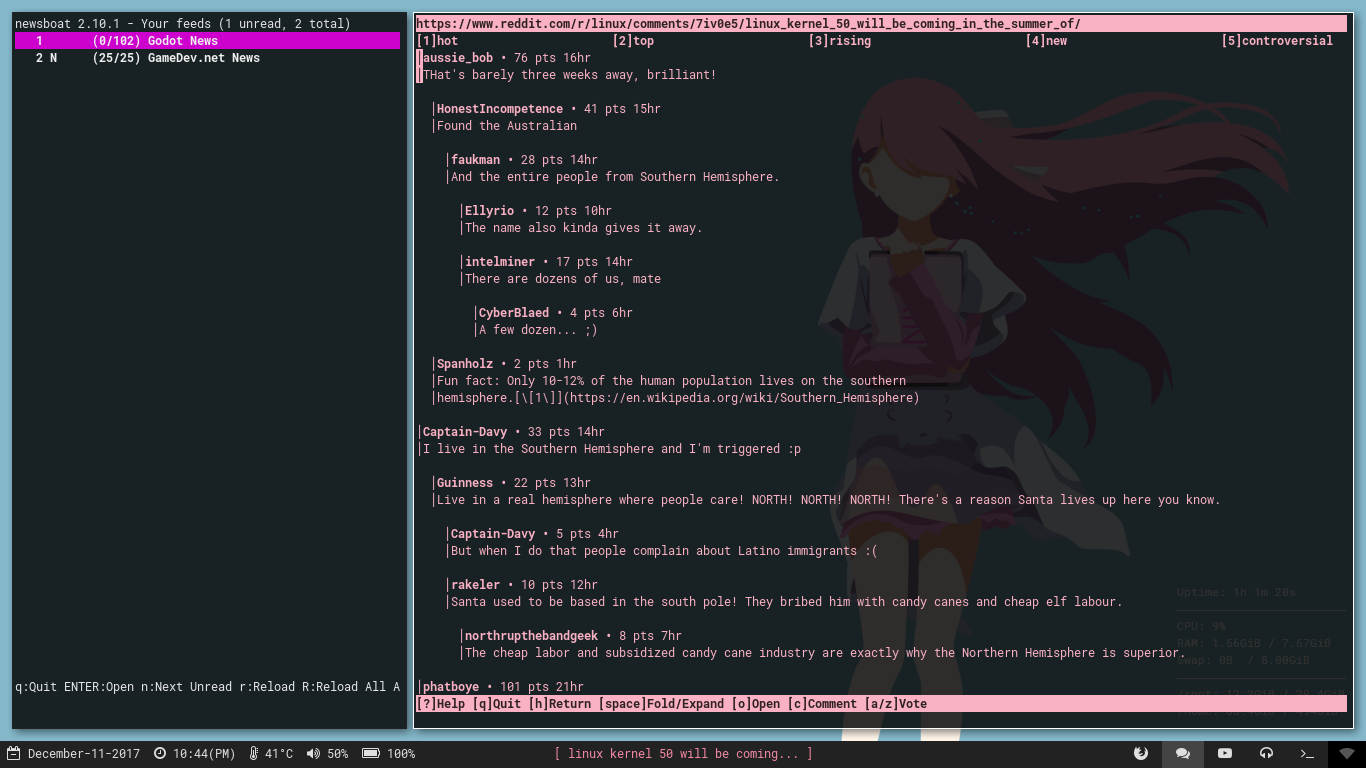 newsboat 2.10.1 - Your feeds (1 unread, 2 total)
1 (0/102) Godot News
2 N (25/25) GameDev.net News
q:Quit ENTER:Open n:Next Unread r:Reload R:Reload All A
https://www.reddit.com/r/linux/comments/7iv0e5/linux_kernel_50_will_be_coming_in_the_summer_of/
[1]hot [2]top [3]rising [4]new [5]controversial
|aussie_bob • 76 pts 16hr
|THat's barely three weeks away, brilliant!
|HonestIncompetence • 41 pts 15hr
|Found the Australian
|faukman • 28 pts 14hr
|And the entire people from Southern Hemisphere.
|Ellyrio • 12 pts 10hr
|The name also kinda gives it away.
|intelminer • 17 pts 14hr
|There are dozens of us, mate
|CyberBlaed • 4 pts 6hr
|A few dozen... ;)
|Spanholz • 2 pts 1hr
|Fun fact: Only 10-12% of the human population lives on the southern
|hemisphere.[\[1\]](https://en.wikipedia.org/wiki/Southern_Hemisphere)
|Captain-Davy • 33 pts 14hr
|I live in the Southern Hemisphere and I'm triggered :p
|Guinness • 22 pts 13hr
|Live in a real hemisphere where people care! NORTH! NORTH! NORTH! There's a reason Santa lives up here you know.
|Captain-Davy • 5 pts 4hr
|But when I do that people complain about Latino immigrants :(
|rakeler • 10 pts 12hr
|Santa used to be based in the south pole! They bribed him with candy canes and cheap elf labour.
|northrupthebandgeek • 8 pts 7hr
|The cheap labor and subsidized candy cane industry are exactly why the Northern Hemisphere is superior.
|phatboye • 101 pts 21hr
[?]Help [q]Quit [h]Return [space]Fold/Expand [o]Open [c]Comment [a/z]Vote
Uptime: 1h 1m 20s
CPU: 9%
RAM: 1.56GiB / 7.67GiB
Swap: 0B / 8.00GiB
December-11-2017 10:44(PM) 41°C 50% 100% [ linux kernel 50 will be coming... ]